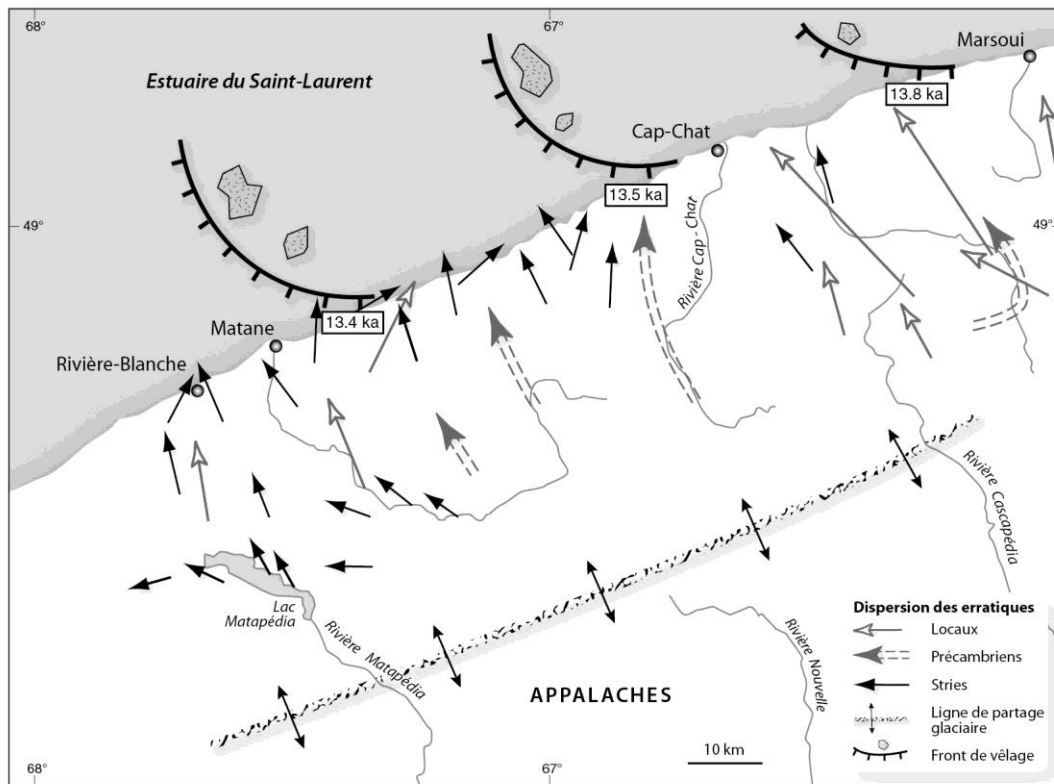 68°
67°
Marsoui
Estuaire du Saint-Laurent
13.8 ka
Cap-Chat
13.5 ka
49°
49°
Rivière Cap - Chat
13.4 ka
Matane
Rivière-Blanche
Rivière Cascapédia
Lac
Matapédia
Rivière Matapédia
Rivière Nouvelle
APPALACHES
10 km
68°
67°
Dispersion des erratiques
Locaux
Précambriens
Stries
Ligne de partage
glaciaire
Front de vêlage